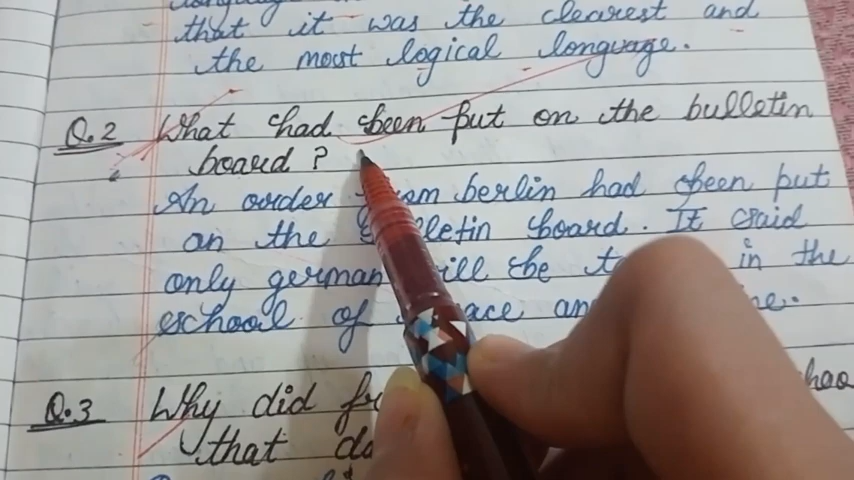 that it was the clearest and
the most logical language.
Q.2 What had been put on the bulletin
board ?
An order from berlin had been put
an the bulletin board. It said
only german will be in the
school of
Q.3 Why did
that